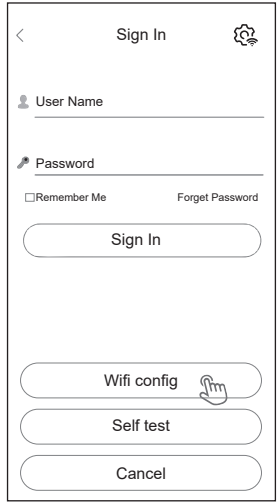 Sign In
User Name
Password
Remember Me Forget Password
Sign In
Wifi config
Self test
Cancel